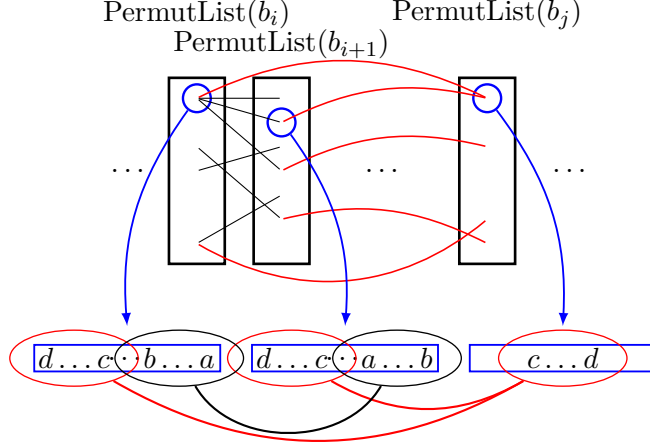 PermutList(b_i) PermutList(b_j)
PermutList(b_{i+1})
... ... ...
d...c...b...a d...c...a...b c...d